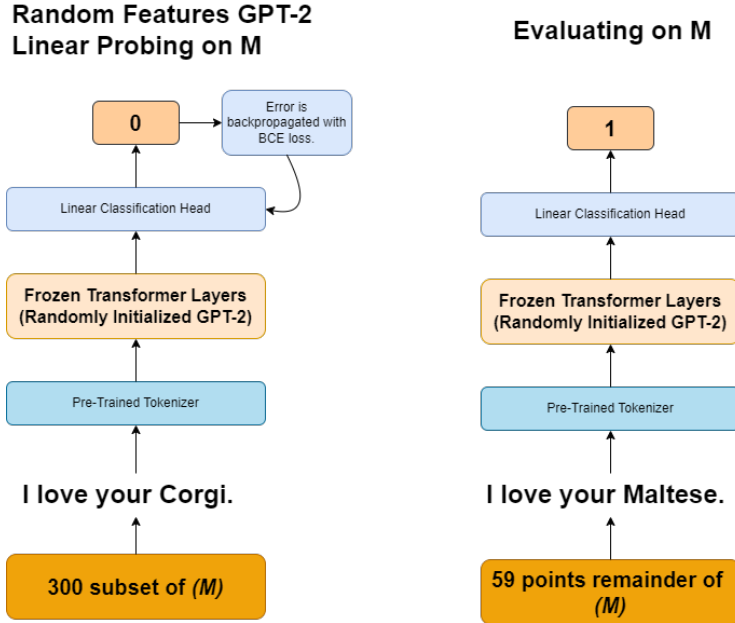 Random Features GPT-2
Linear Probing on M
0
Error is
backpropagated with
BCE loss.
Linear Classification Head
Frozen Transformer Layers
(Randomly Initialized GPT-2)
Pre-Trained Tokenizer
I love your Corgi.
300 subset of (M)
Evaluating on M
1
Linear Classification Head
Frozen Transformer Layers
(Randomly Initialized GPT-2)
Pre-Trained Tokenizer
I love your Maltese.
59 points remainder of
(M)